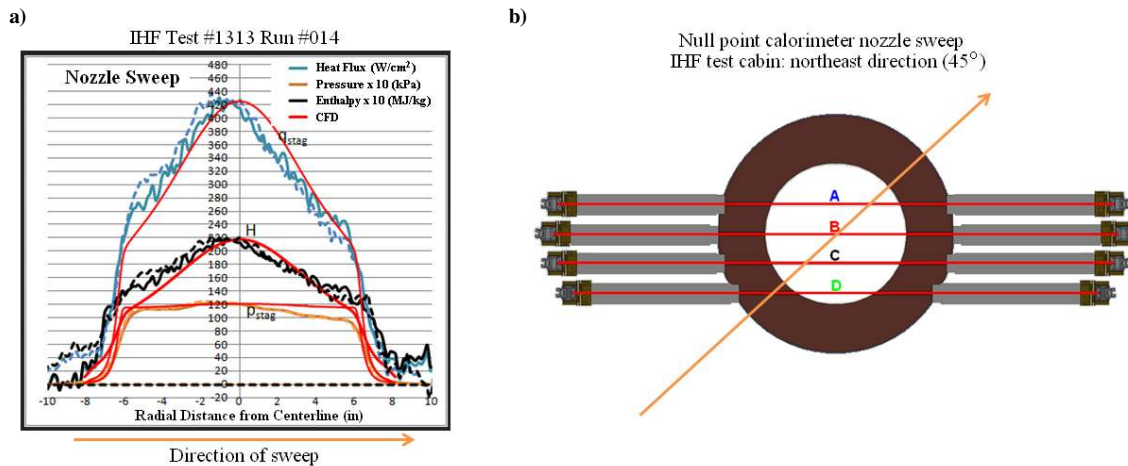 a)
IHF Test #1313 Run #014
Nozzle Sweep
Heat Flux (W/cm²)
Pressure x 10 (kPa)
Enthalpy x 10 (MJ/kg)
CFD
480
460
440
420
400
380
360
340
320
300
280
260
240
220
200
180
160
140
120
100
80
60
40
20
0
-20
q stag
H
p stag
-10 -8 -6 -4 -2 0 2 4 6 8 10
Radial Distance from Centerline (in)
Direction of sweep
b)
Null point calorimeter nozzle sweep
IHF test cabin: northeast direction (45°)
A
B
C
D